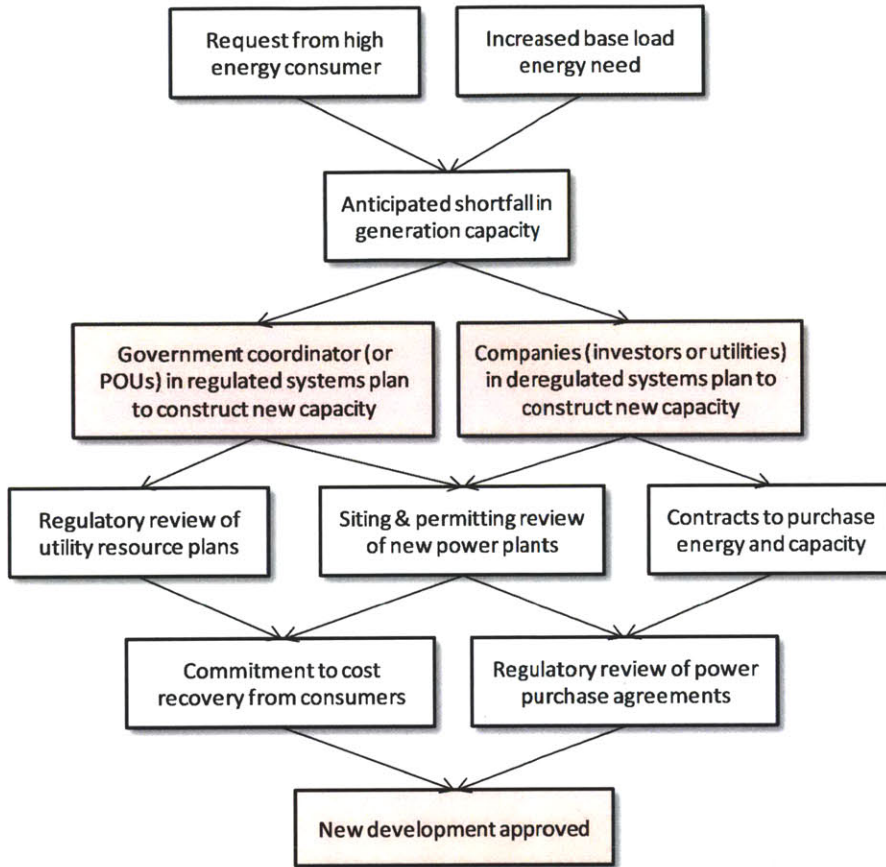 Request from high
energy consumer
Increased base load
energy need
Anticipated shortfall in
generation capacity
Government coordinator (or
POUs) in regulated systems plan
to construct new capacity
Companies (investors or utilities)
in deregulated systems plan to
construct new capacity
Regulatory review of
utility resource plans
Siting & permitting review
of new power plants
Contracts to purchase
energy and capacity
Commitment to cost
recovery from consumers
Regulatory review of power
purchase agreements
New development approved